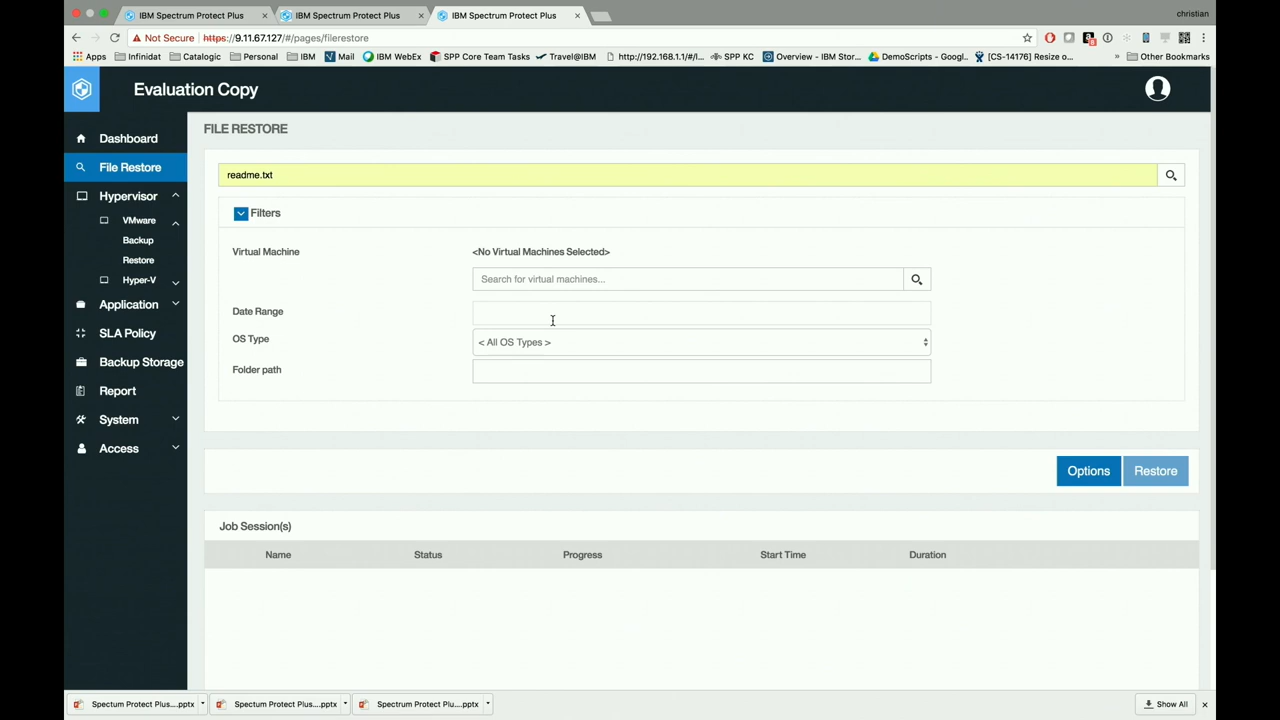 IBM Spectrum Protect Plus
IBM Spectrum Protect Plus
IBM Spectrum Protect Plus
christian
Not Secure https://9.11.67.127/#/pages/filerestore
Apps Infinidat Catalogic Personal IBM Mail IBM WebEx SPP Core Team Tasks Travel@IBM http://192.168.1.1/#/l... SPP KC Overview - IBM Stor... DemoScripts - Googl.. [CS-14176] Resize o... » Other Bookmarks
Evaluation Copy
Dashboard
File Restore
Hypervisor
VMware
Backup
Restore
Hyper-V
Application
SLA Policy
Backup Storage
Report
System
Access
FILE RESTORE
readme.txt
Filters
Virtual Machine
<No Virtual Machines Selected>
Search for virtual machines...
Date Range
OS Type
< All OS Types >
Folder path
Options Restore
Job Session(s)
Name Status Progress Start Time Duration
Spectum Protect Plus....pptx
Spectum Protect Plu....pptx
Spectum Protect Plu....pptx
Show All